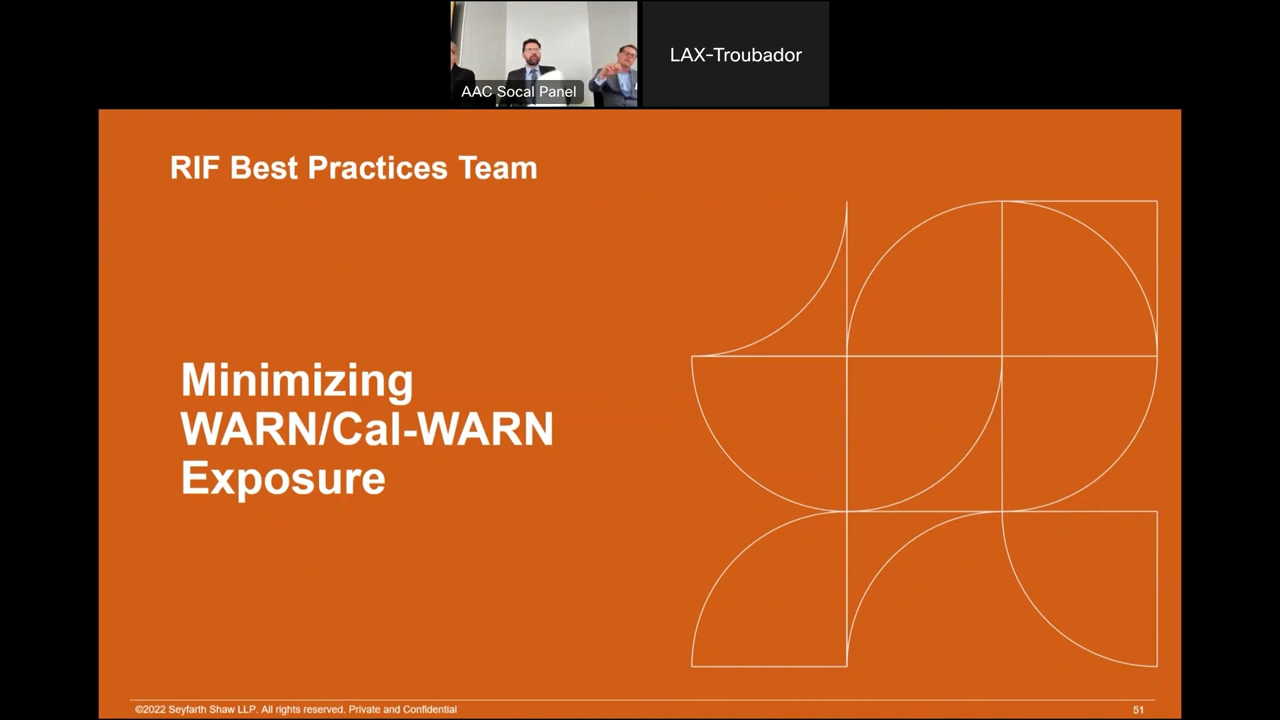 AAC Socal Panel
LAX-Troubador
RIF Best Practices Team
Minimizing
WARN/Cal-WARN
Exposure
©2022 Seyfarth Shaw LLP. All rights reserved. Private and Confidential
51